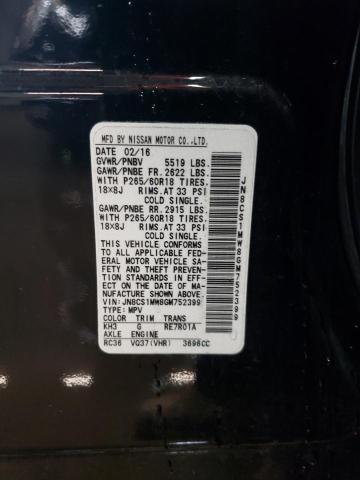 MFD BY NISSAN MOTOR CO.,LTD.
DATE 02/16
GVWR/PNBV 5519 LBS.
GAWR/PNBE FR. 2622 LBS.
WITH P265/60R18 TIRES,
18X8J RIMS.AT 33 PSI
COLD SINGLE.
GAWR/PNBE RR. 2915 LBS.
WITH P265/60R18 TIRES,
18X8J RIMS.AT 33 PSI
COLD SINGLE.
THIS VEHICLE CONFORMS
TO ALL APPLICABLE FED-
ERAL MOTOR VEHICLE SA-
FETY AND THEFT PREVEN-
TION STANDARDS IN EFF-
ECT ON THE DATE OF MA-
NUFACTURE SHOWN ABOVE.
VIN:JN8CS1MW8GM752399
TYPE: MPV
COLOR TRIM TRANS
KH3 G RE7R01A
AXLE ENGINE
RC36 VQ37(VHR) 3696CC
JN8CS1MW8GM752399